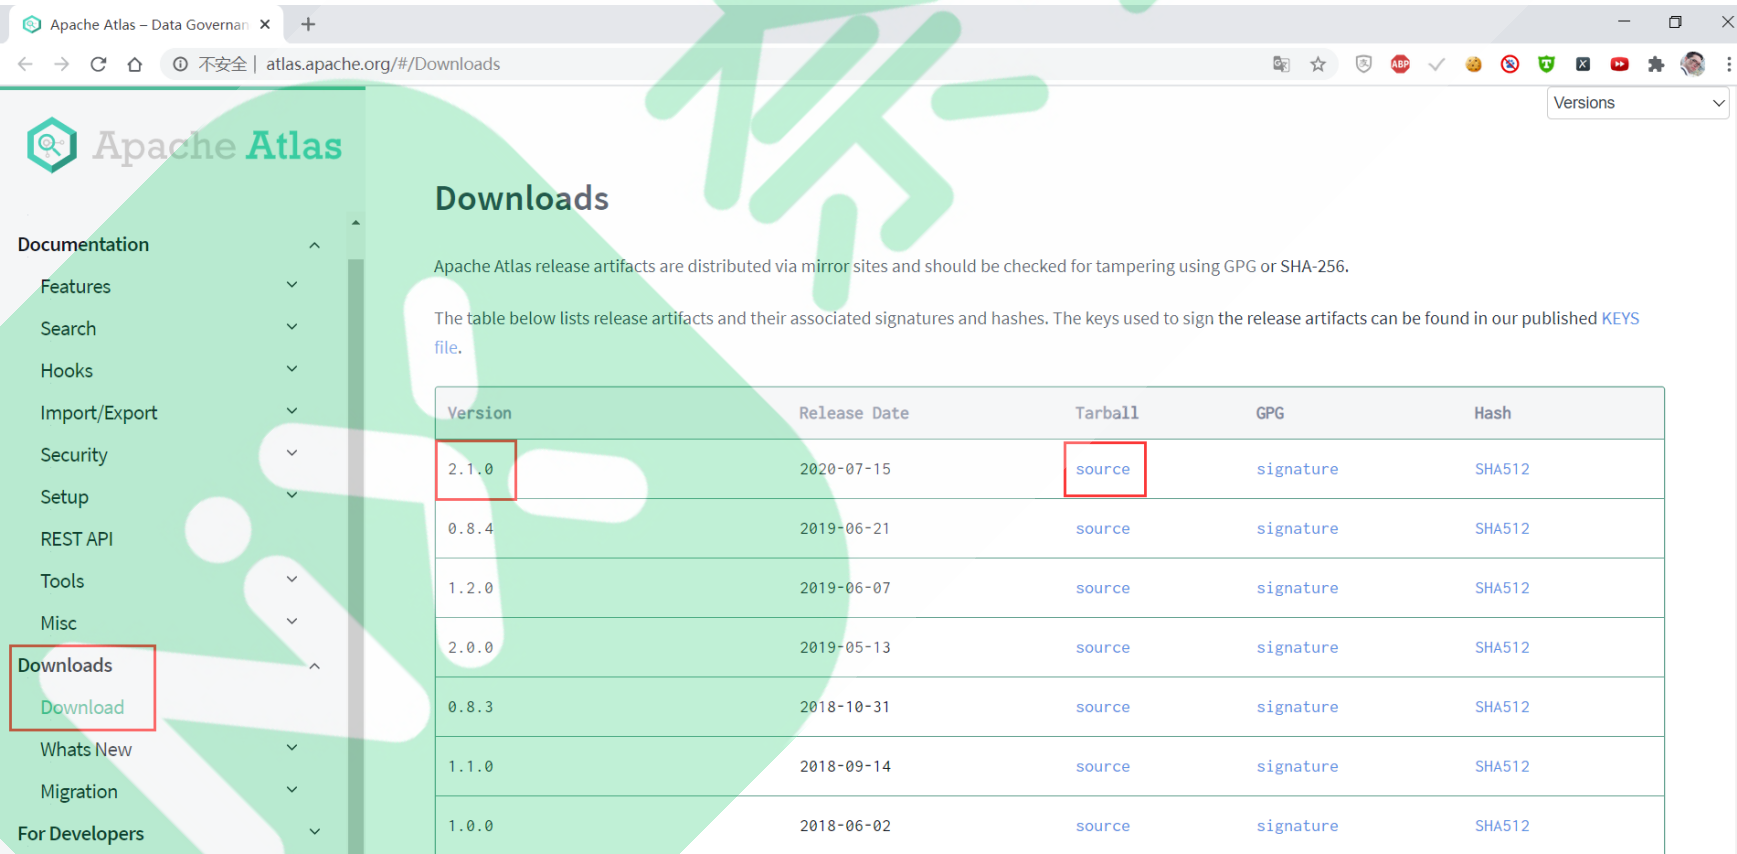 Apache Atlas – Data Governan
不安全 | atlas.apache.org/#/Downloads
ABP
Versions
Apache Atlas
Documentation
Features
Search
Hooks
Import/Export
Security
Setup
REST API
Tools
Misc
Downloads
Download
Whats New
Migration
For Developers
Downloads
Apache Atlas release artifacts are distributed via mirror sites and should be checked for tampering using GPG or SHA-256.
The table below lists release artifacts and their associated signatures and hashes. The keys used to sign the release artifacts can be found in our published KEYS
file.
Version Release Date Tarball GPG Hash
2.1.0 2020-07-15 source signature SHA512
0.8.4 2019-06-21 source signature SHA512
1.2.0 2019-06-07 source signature SHA512
2.0.0 2019-05-13 source signature SHA512
0.8.3 2018-10-31 source signature SHA512
1.1.0 2018-09-14 source signature SHA512
1.0.0 2018-06-02 source signature SHA512